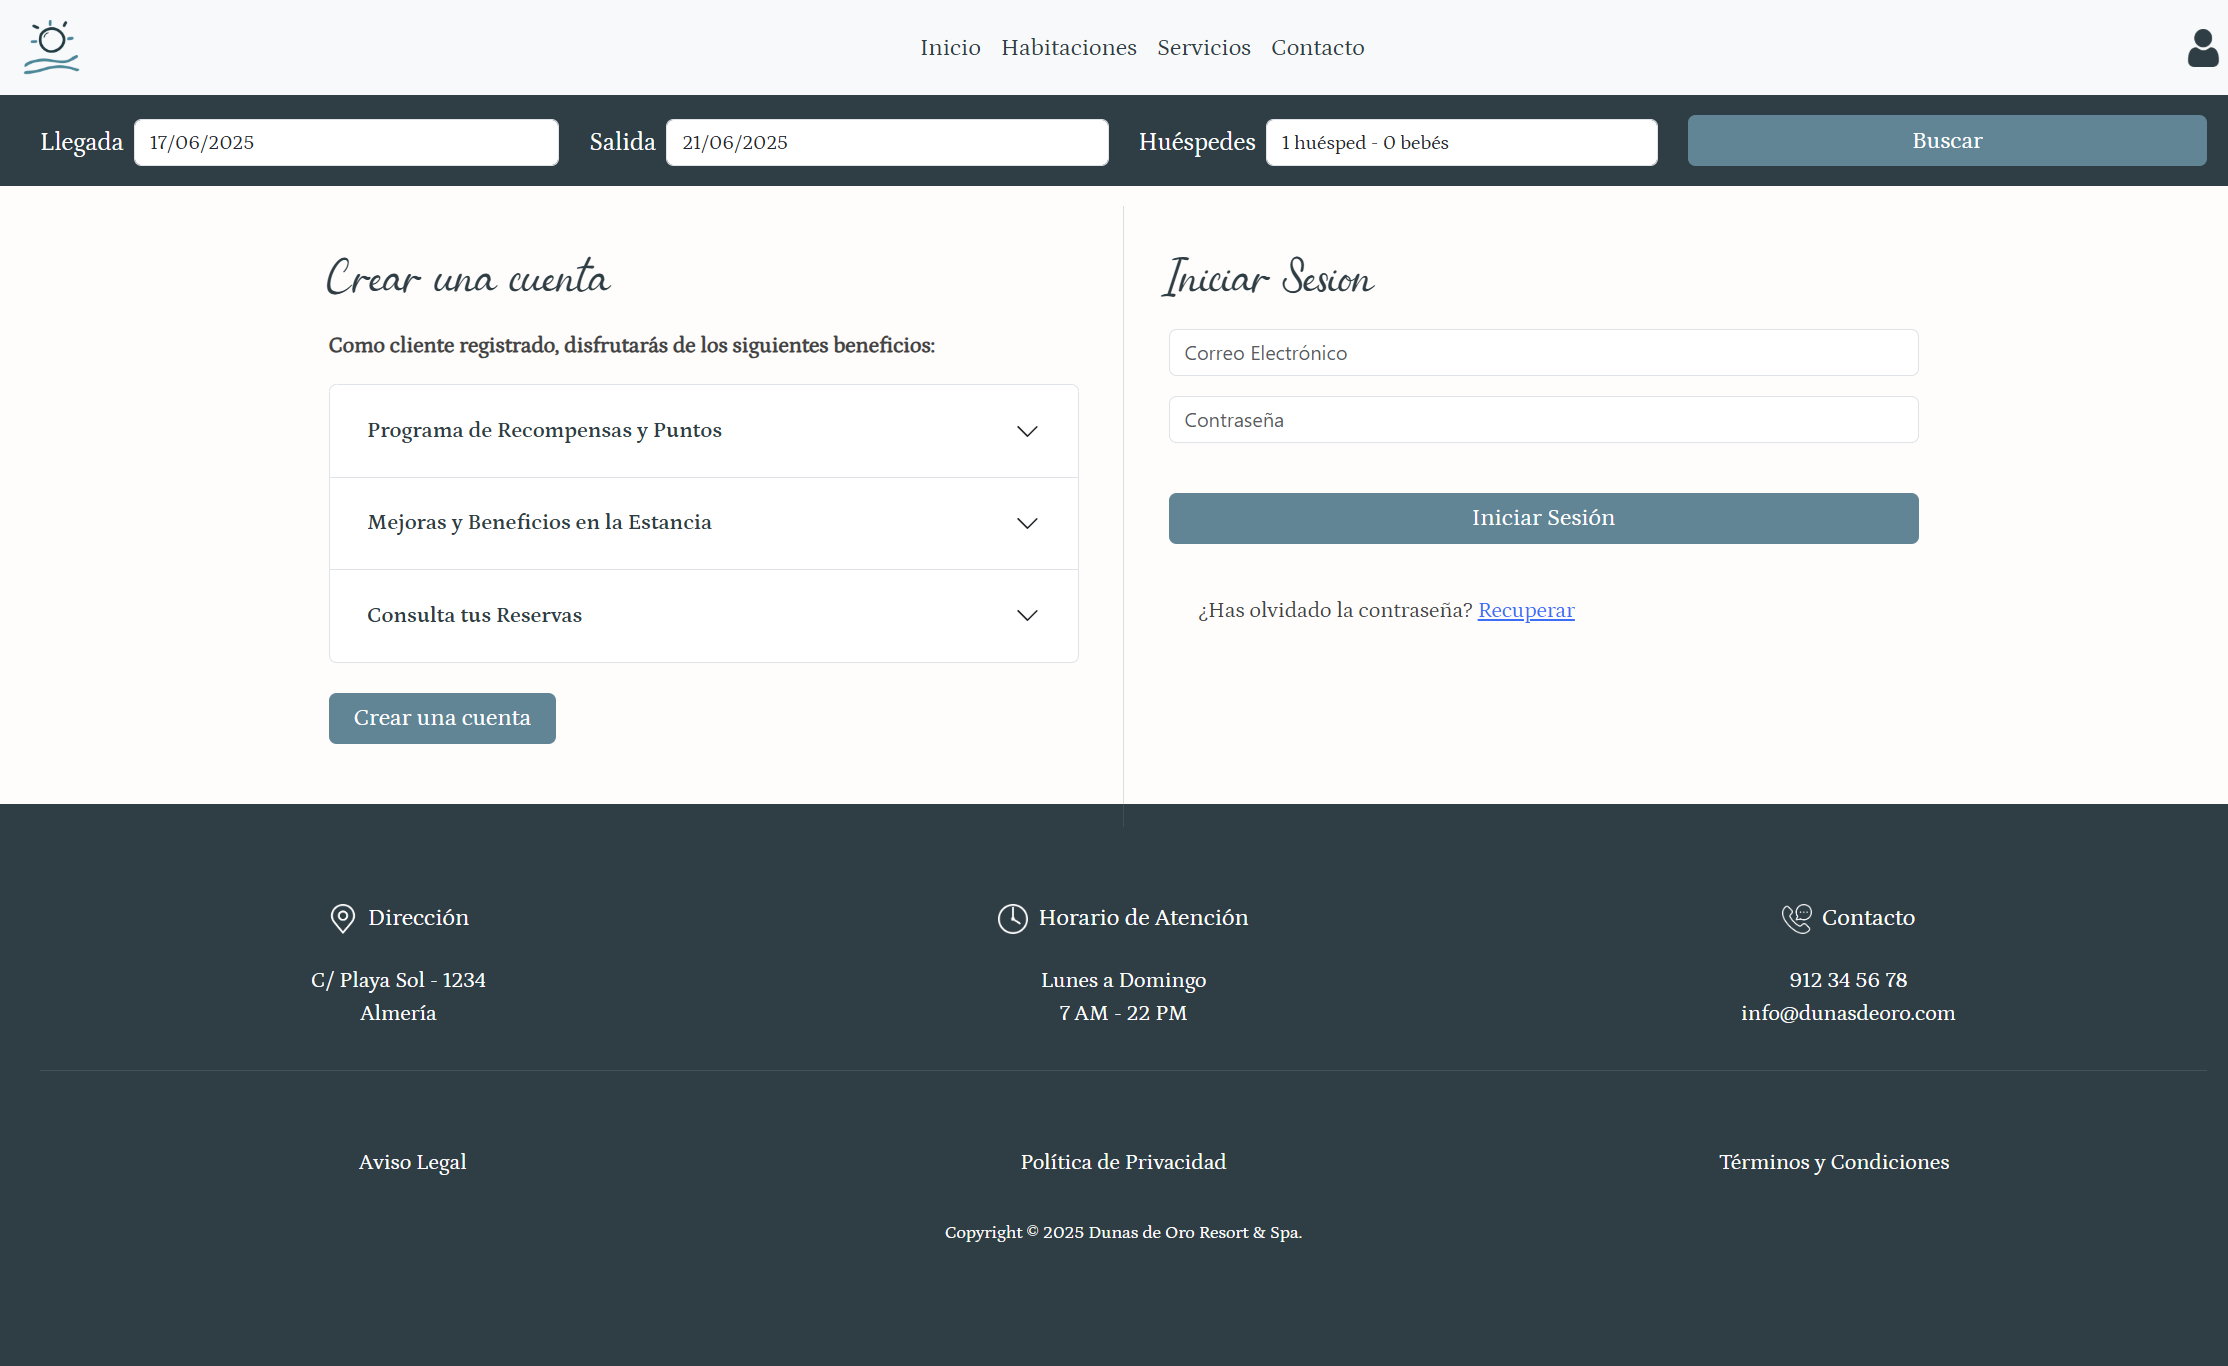 Inicio Habitaciones Servicios Contacto
Llegada 17/06/2025 Salida 21/06/2025 Huéspedes 1 huésped - 0 bebés Buscar
Crear una cuenta
Como cliente registrado, disfrutarás de los siguientes beneficios:
Programa de Recompensas y Puntos
Mejoras y Beneficios en la Estancia
Consulta tus Reservas
Crear una cuenta
Iniciar Sesion
Correo Electrónico
Contraseña
Iniciar Sesión
¿Has olvidado la contraseña? Recuperar
Dirección
C/ Playa Sol - 1234
Almería
Horario de Atención
Lunes a Domingo
7 AM - 22 PM
Contacto
912 34 56 78
info@dunasdeoro.com
Aviso Legal Política de Privacidad Términos y Condiciones
Copyright © 2025 Dunas de Oro Resort & Spa.